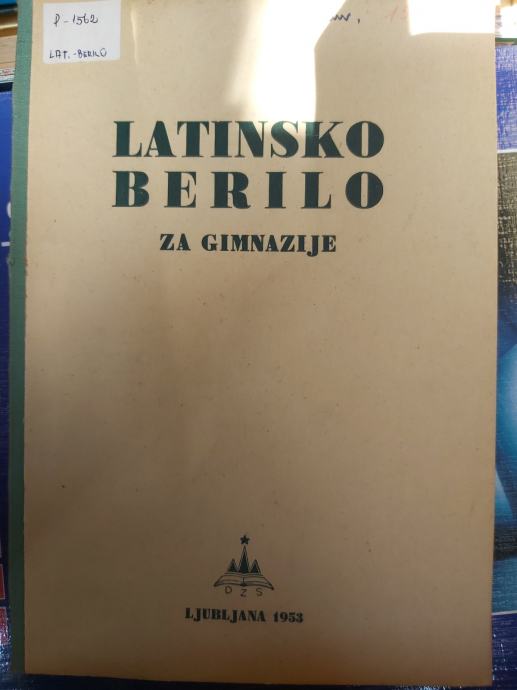 P-1562
LAT.-BERILO
LATINSKO
BERILO
ZA GIMNAZIJE
DZS
LJUBLJANA 1953